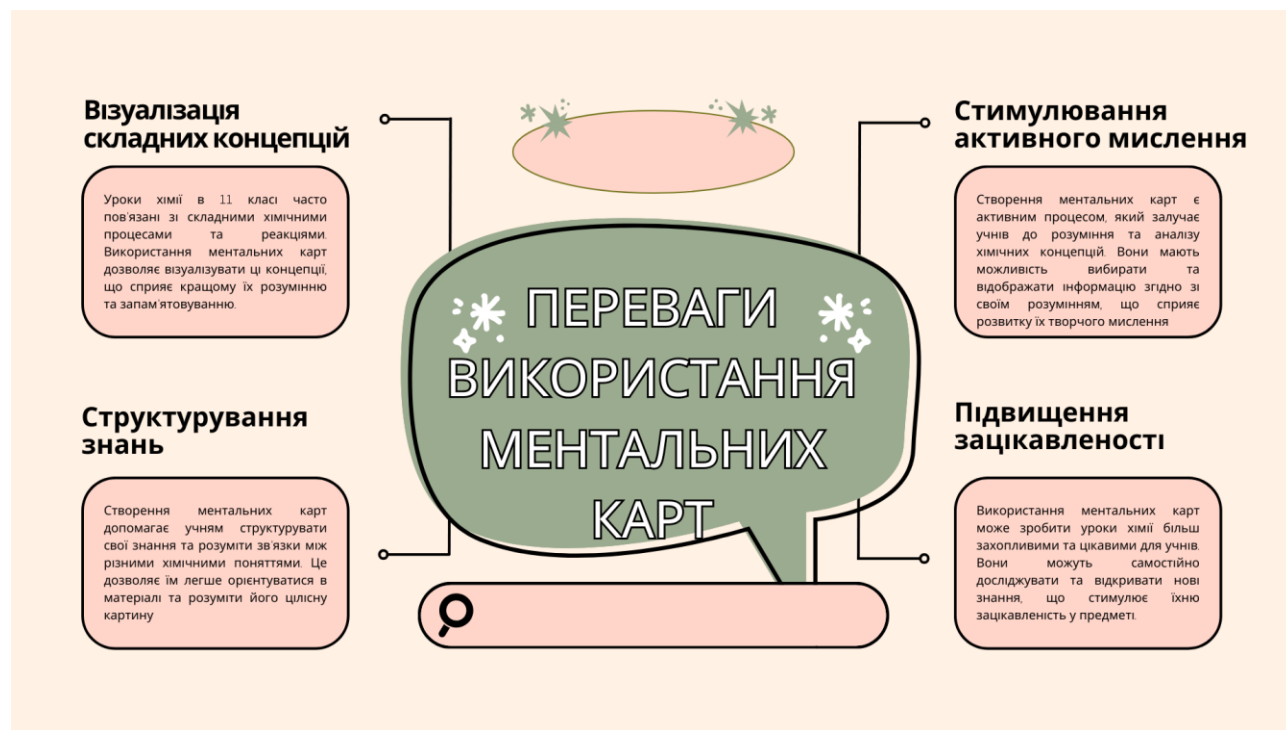 Візуалізація
складних концепцій
Уроки хімії в 11 класі часто
пов'язані зі складними хімічними
процесами та реакціями.
Використання ментальних карт
дозволяє візуалізувати ці концепції,
що сприяє кращому їх розумінню
та запам'ятовуванню.
Структурування
знань
Створення ментальних карт
допомагає учням структурувати
свої знання та розуміти зв'язки між
різними хімічними поняттями. Це
дозволяє їм легше орієнтуватися в
матеріалі та розуміти його цілісну
картину
ПЕРЕВАГИ
ВИКОРИСТАННЯ
МЕНТАЛЬНИХ
КАРТ
Стимулювання
активного мислення
Створення ментальних карт є
активним процесом, який залучає
учнів до розуміння та аналізу
хімічних концепцій. Вони мають
можливість вибирати та
відображати інформацію згідно зі
своїм розумінням, що сприяє
розвитку їх творчого мислення
Підвищення
зацікавленості
Використання ментальних карт
може зробити уроки хімії більш
захопливими та цікавими для учнів.
Вони можуть самостійно
досліджувати та відкривати нові
знання, що стимулює їхню
зацікавленість у предметі.